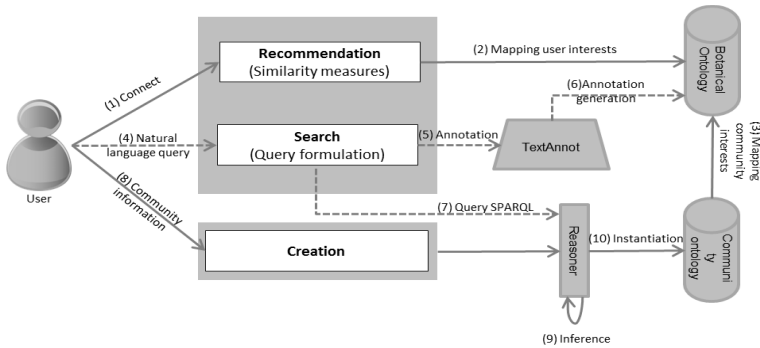 Recommendation
(Similarity measures)
(2) Mapping user interests
Botanical
Ontology
(1) Connect
(6)Annotation
generation
(3) Mapping
community
interests
(4) Natural
language query
Search
(Query formulation)
(5) Annotation
TextAnnot
User
(8) Community
information
(7) Query SPARQL
Creation
Reasoner
(10) Instantiation
Communi
ty
ontology
(9) Inference